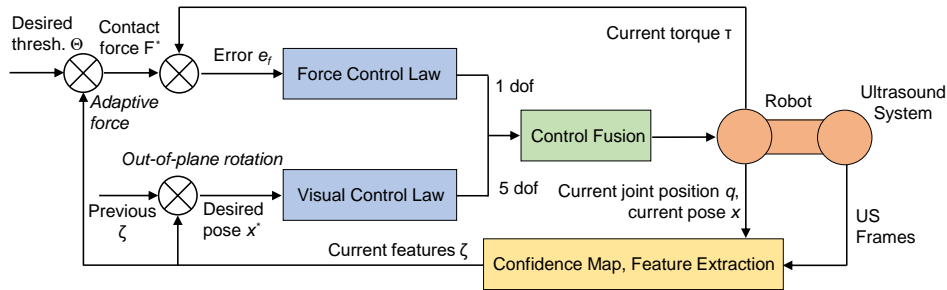 Desired
thresh. Θ
Contact
force F*
Error e_f
Force Control Law
Current torque τ
Adaptive
force
1 dof
Control Fusion
Robot
Ultrasound
System
Out-of-plane rotation
Previous
ζ
Desired
pose x*
Visual Control Law
5 dof
Current joint position q,
current pose x
US
Frames
Current features ζ
Confidence Map, Feature Extraction